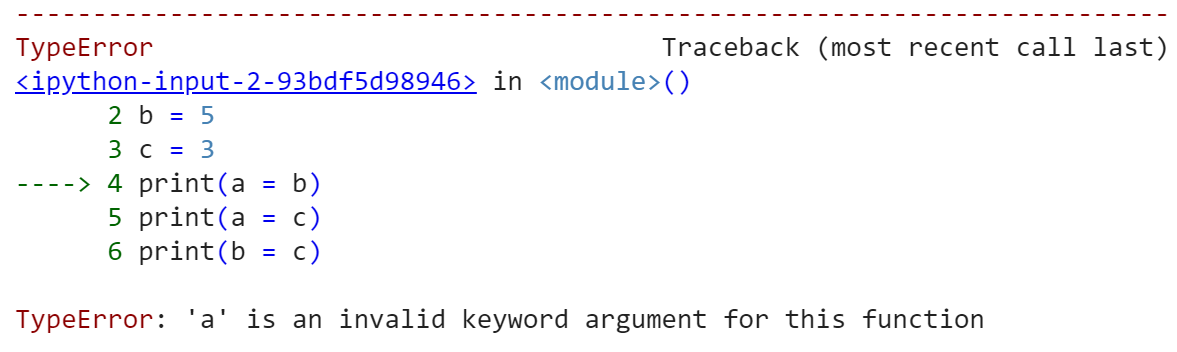 ---------------------------------------------------------------------------
TypeError                                 Traceback (most recent call last)
<ipython-input-2-93bdf5d98946> in <module>()
      2 b = 5
      3 c = 3
----> 4 print(a = b)
      5 print(a = c)
      6 print(b = c)
TypeError: 'a' is an invalid keyword argument for this function